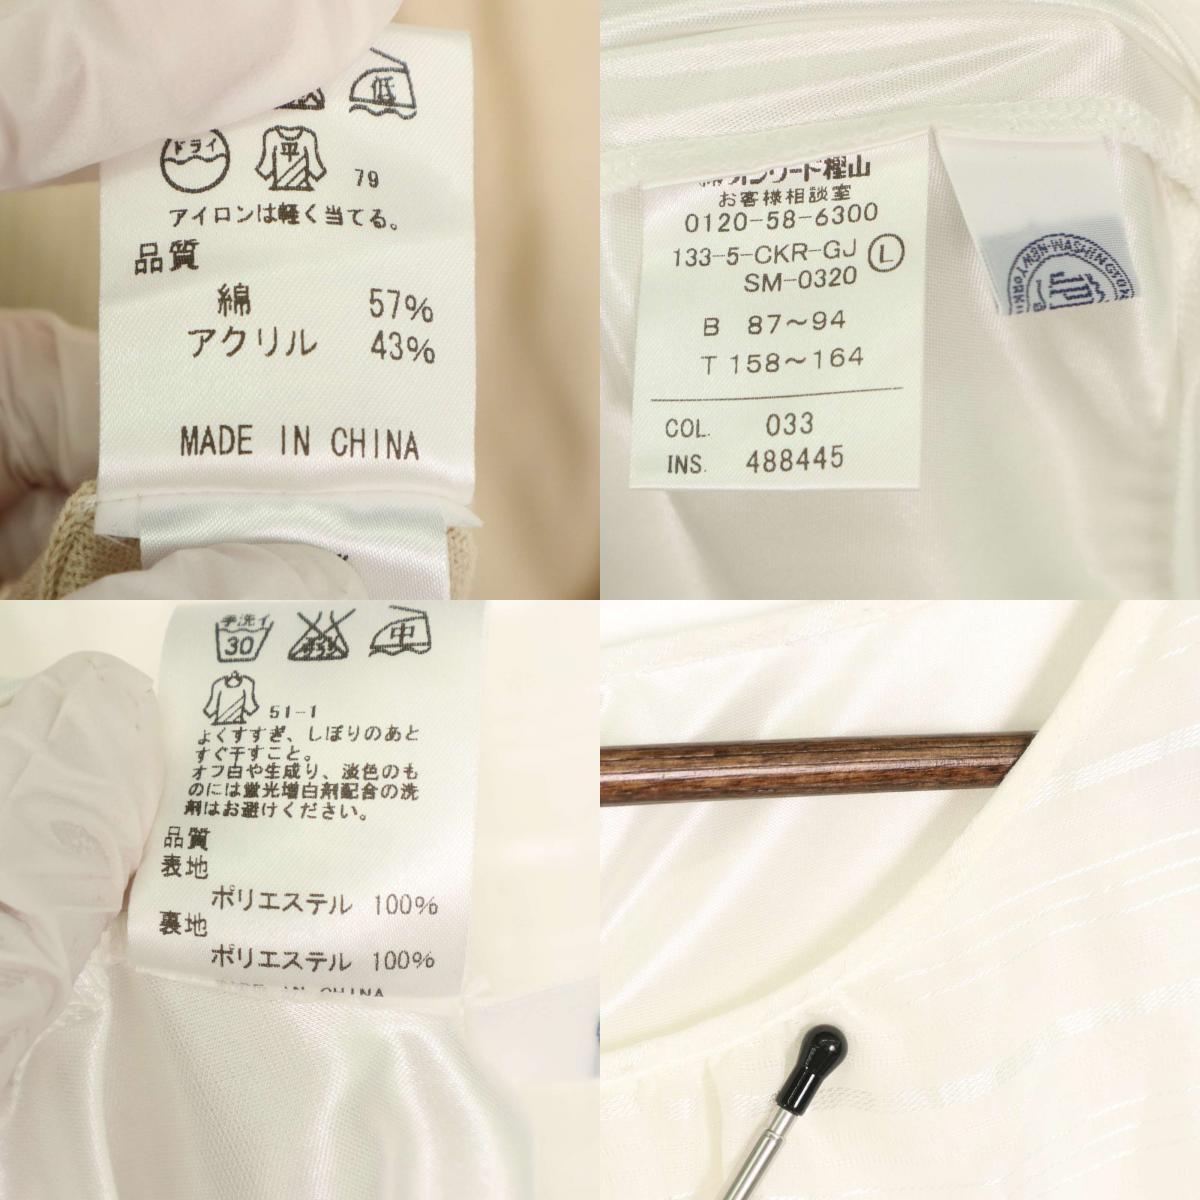 低
ドライ
平
79
アイロンは軽く当てる。
品質
綿 57%
アクリル 43%
MADE IN CHINA
オンワード樫山
お客様相談室
0120-58-6300
133-5-CKR-GJ Ⓛ
SM-0320
B 87～94
T 158～164
COL. 033
INS. 488445
手洗イ
30
中
51-1
よくすすぎ、しぼりのあと
すぐ干すこと。
オフ白や生成り、淡色のも
のには蛍光増白剤配合の洗
剤はお避けください。
品質
表地
ポリエステル 100%
裏地
ポリエステル 100%
MADE IN CHINA